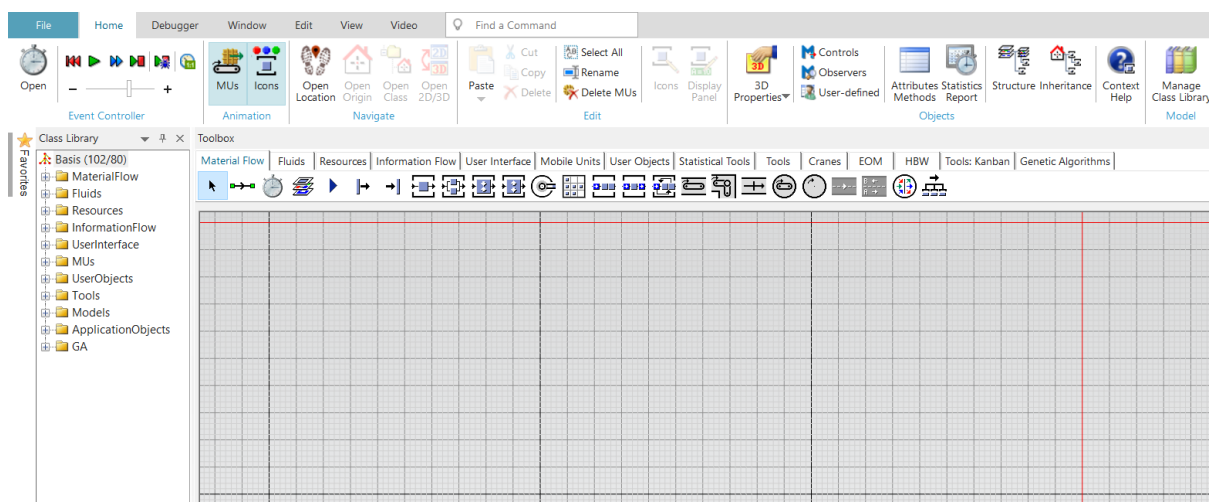 File Home Debugger Window Edit View Video Find a Command
Cut Select All Controls
Copy Rename Observers
Delete Delete MUs User-defined
Open MUs Icons Open Location Open Origin Open Class Open 2D/3D Paste Icons Display Panel 3D Properties Attributes Methods Statistics Report Structure Inheritance Context Help Manage Class Library
Event Controller Animation Navigate Edit Objects Model
Favorites
Class Library Toolbox
Basis (102/80)
MaterialFlow
Fluids
Resources
InformationFlow
UserInterface
MUs
UserObjects
Tools
Models
ApplicationObjects
GA
Material Flow Fluids Resources Information Flow User Interface Mobile Units User Objects Statistical Tools Tools Cranes EOM HBW Tools: Kanban Genetic Algorithms